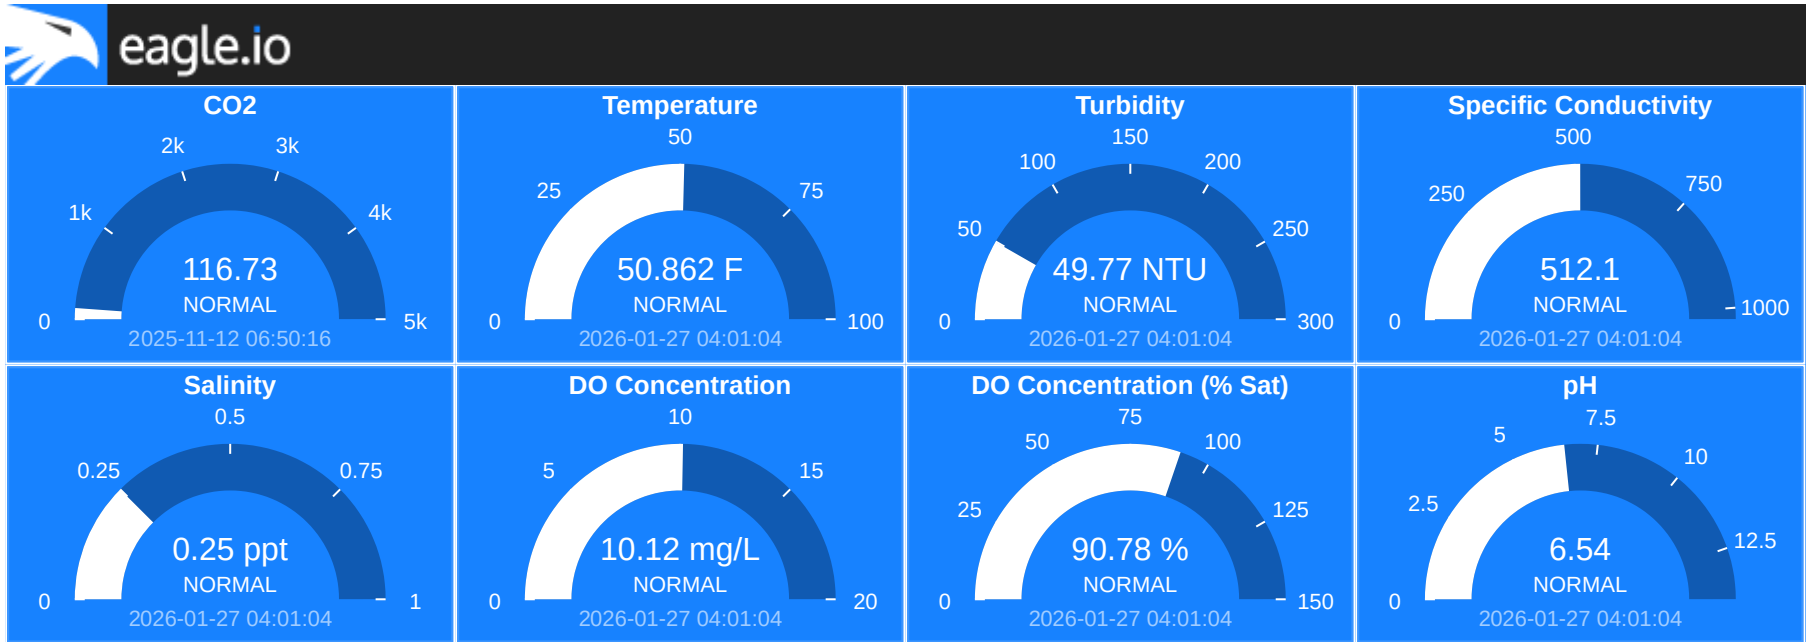 eagle.io
CO2
2k
3k
1k
4k
116.73
NORMAL
0
5k
2025-11-12 06:50:16
Temperature
50
25
75
50.862 F
NORMAL
0
100
2026-01-27 04:01:04
Turbidity
150
100
200
50
250
49.77 NTU
NORMAL
0
300
2026-01-27 04:01:04
Specific Conductivity
500
250
750
512.1
NORMAL
0
1000
2026-01-27 04:01:04
Salinity
0.5
0.25
0.75
0.25 ppt
NORMAL
0
1
2026-01-27 04:01:04
DO Concentration
10
5
15
10.12 mg/L
NORMAL
0
20
2026-01-27 04:01:04
DO Concentration (% Sat)
75
50
100
25
125
90.78 %
NORMAL
0
150
2026-01-27 04:01:04
pH
7.5
5
10
2.5
12.5
6.54
NORMAL
0
2026-01-27 04:01:04